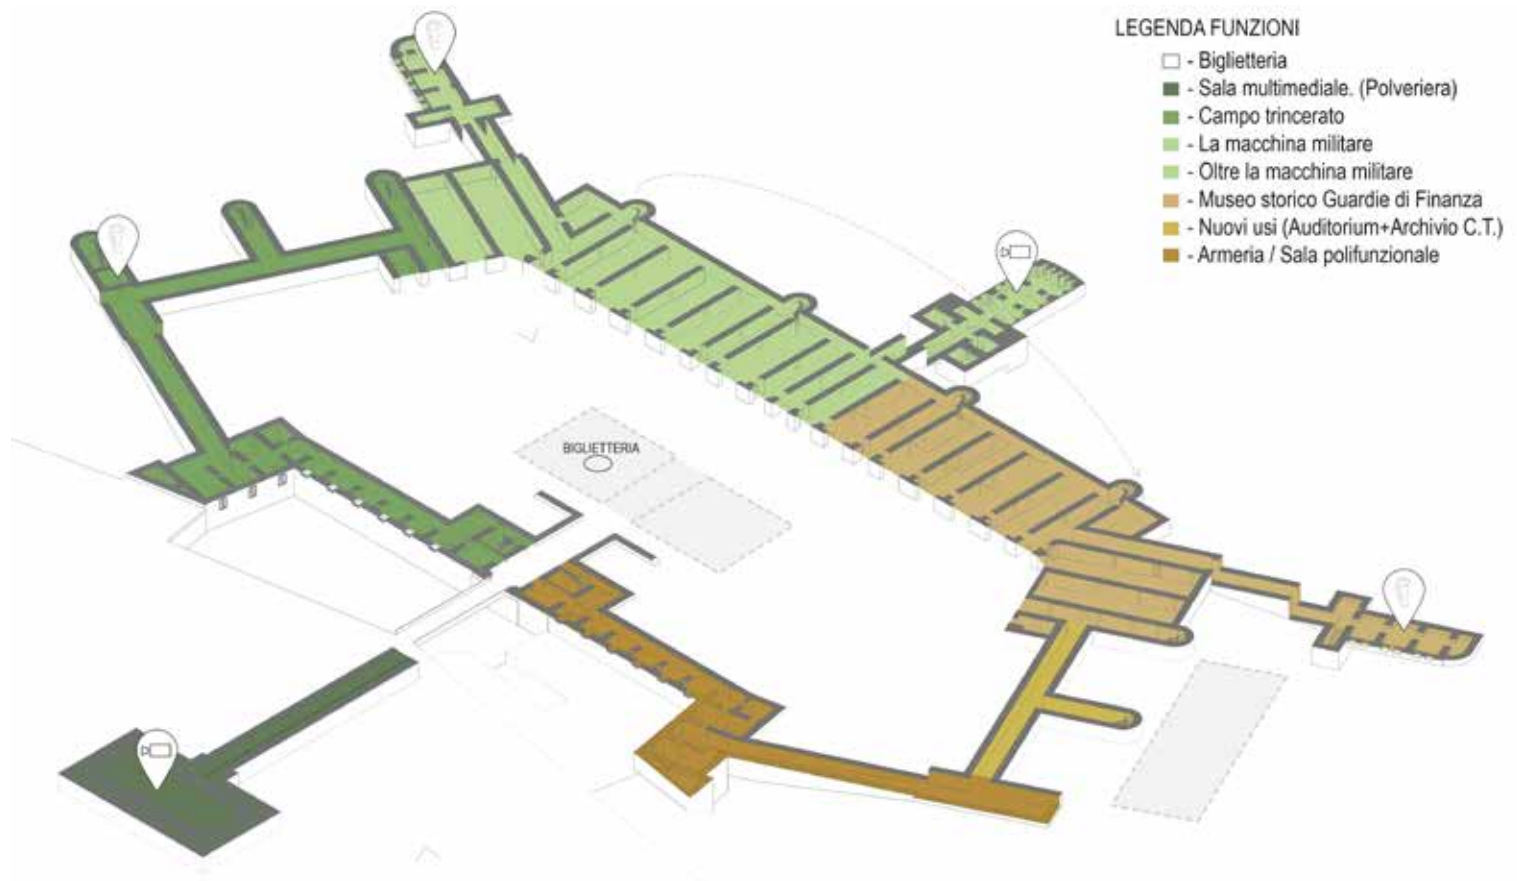 LEGENDA FUNZIONI
- Biglietteria
- Sala multimediale. (Polveriera)
- Campo trincerato
- La macchina militare
- Oltre la macchina militare
- Museo storico Guardie di Finanza
- Nuovi usi (Auditorium+Archivio C.T.)
- Armeria / Sala polifunzionale
BIGLIETTERIA